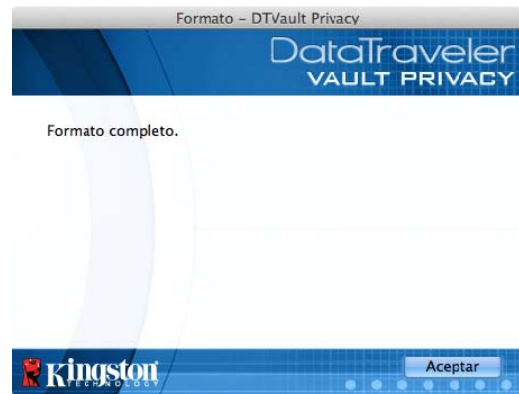 Formato – DTVault Privacy
DataTraveler
VAULT PRIVACY
Formato completo.
Kingston
TECHNOLOGY
Aceptar